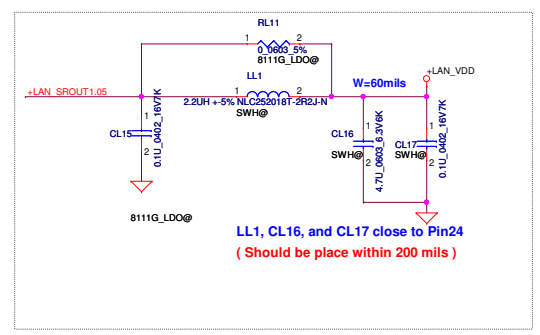 RL11
1 2
0_0603_5%
8111G_LDO@
LL1
+LAN_VDD
W=60mils
+LAN_SROUT1.05
1 2
2.2UH +-5% NLC252018T-2R2J-N
SWH@
1
CL15
2
0.1U_0402_16V7K
1
CL16
SWH@
2
4.7U_0603_6.3V6K
1
CL17
SWH@
2
0.1U_0402_16V7K
8111G_LDO@
LL1, CL16, and CL17 close to Pin24
( Should be place within 200 mils )